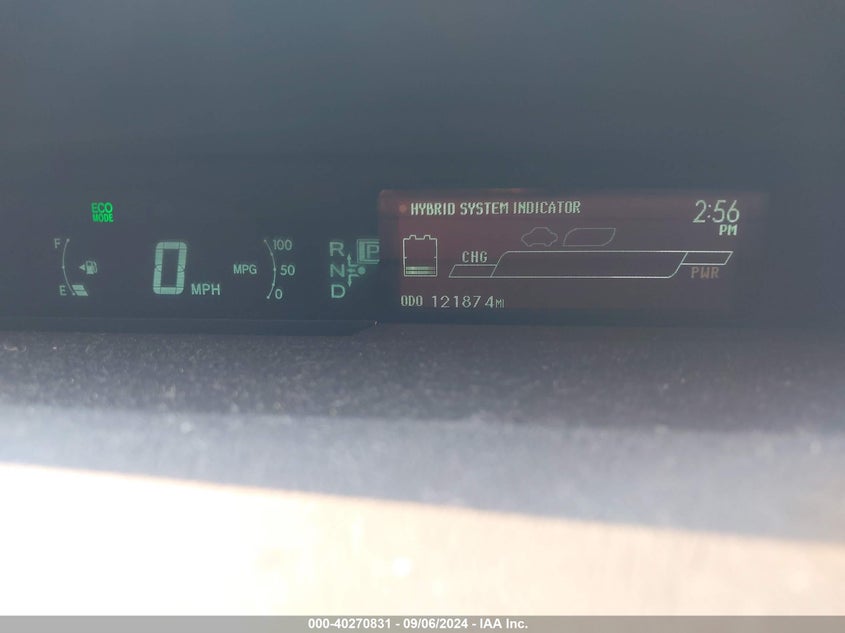 ECO
MODE
HYBRID SYSTEM INDICATOR
2:56
PM
F
E
0 MPH
MPG
100
50
0
R
N
D
P
CHG
PWR
ODO 121874 MI
000-40270831 - 09/06/2024 - IAA Inc.